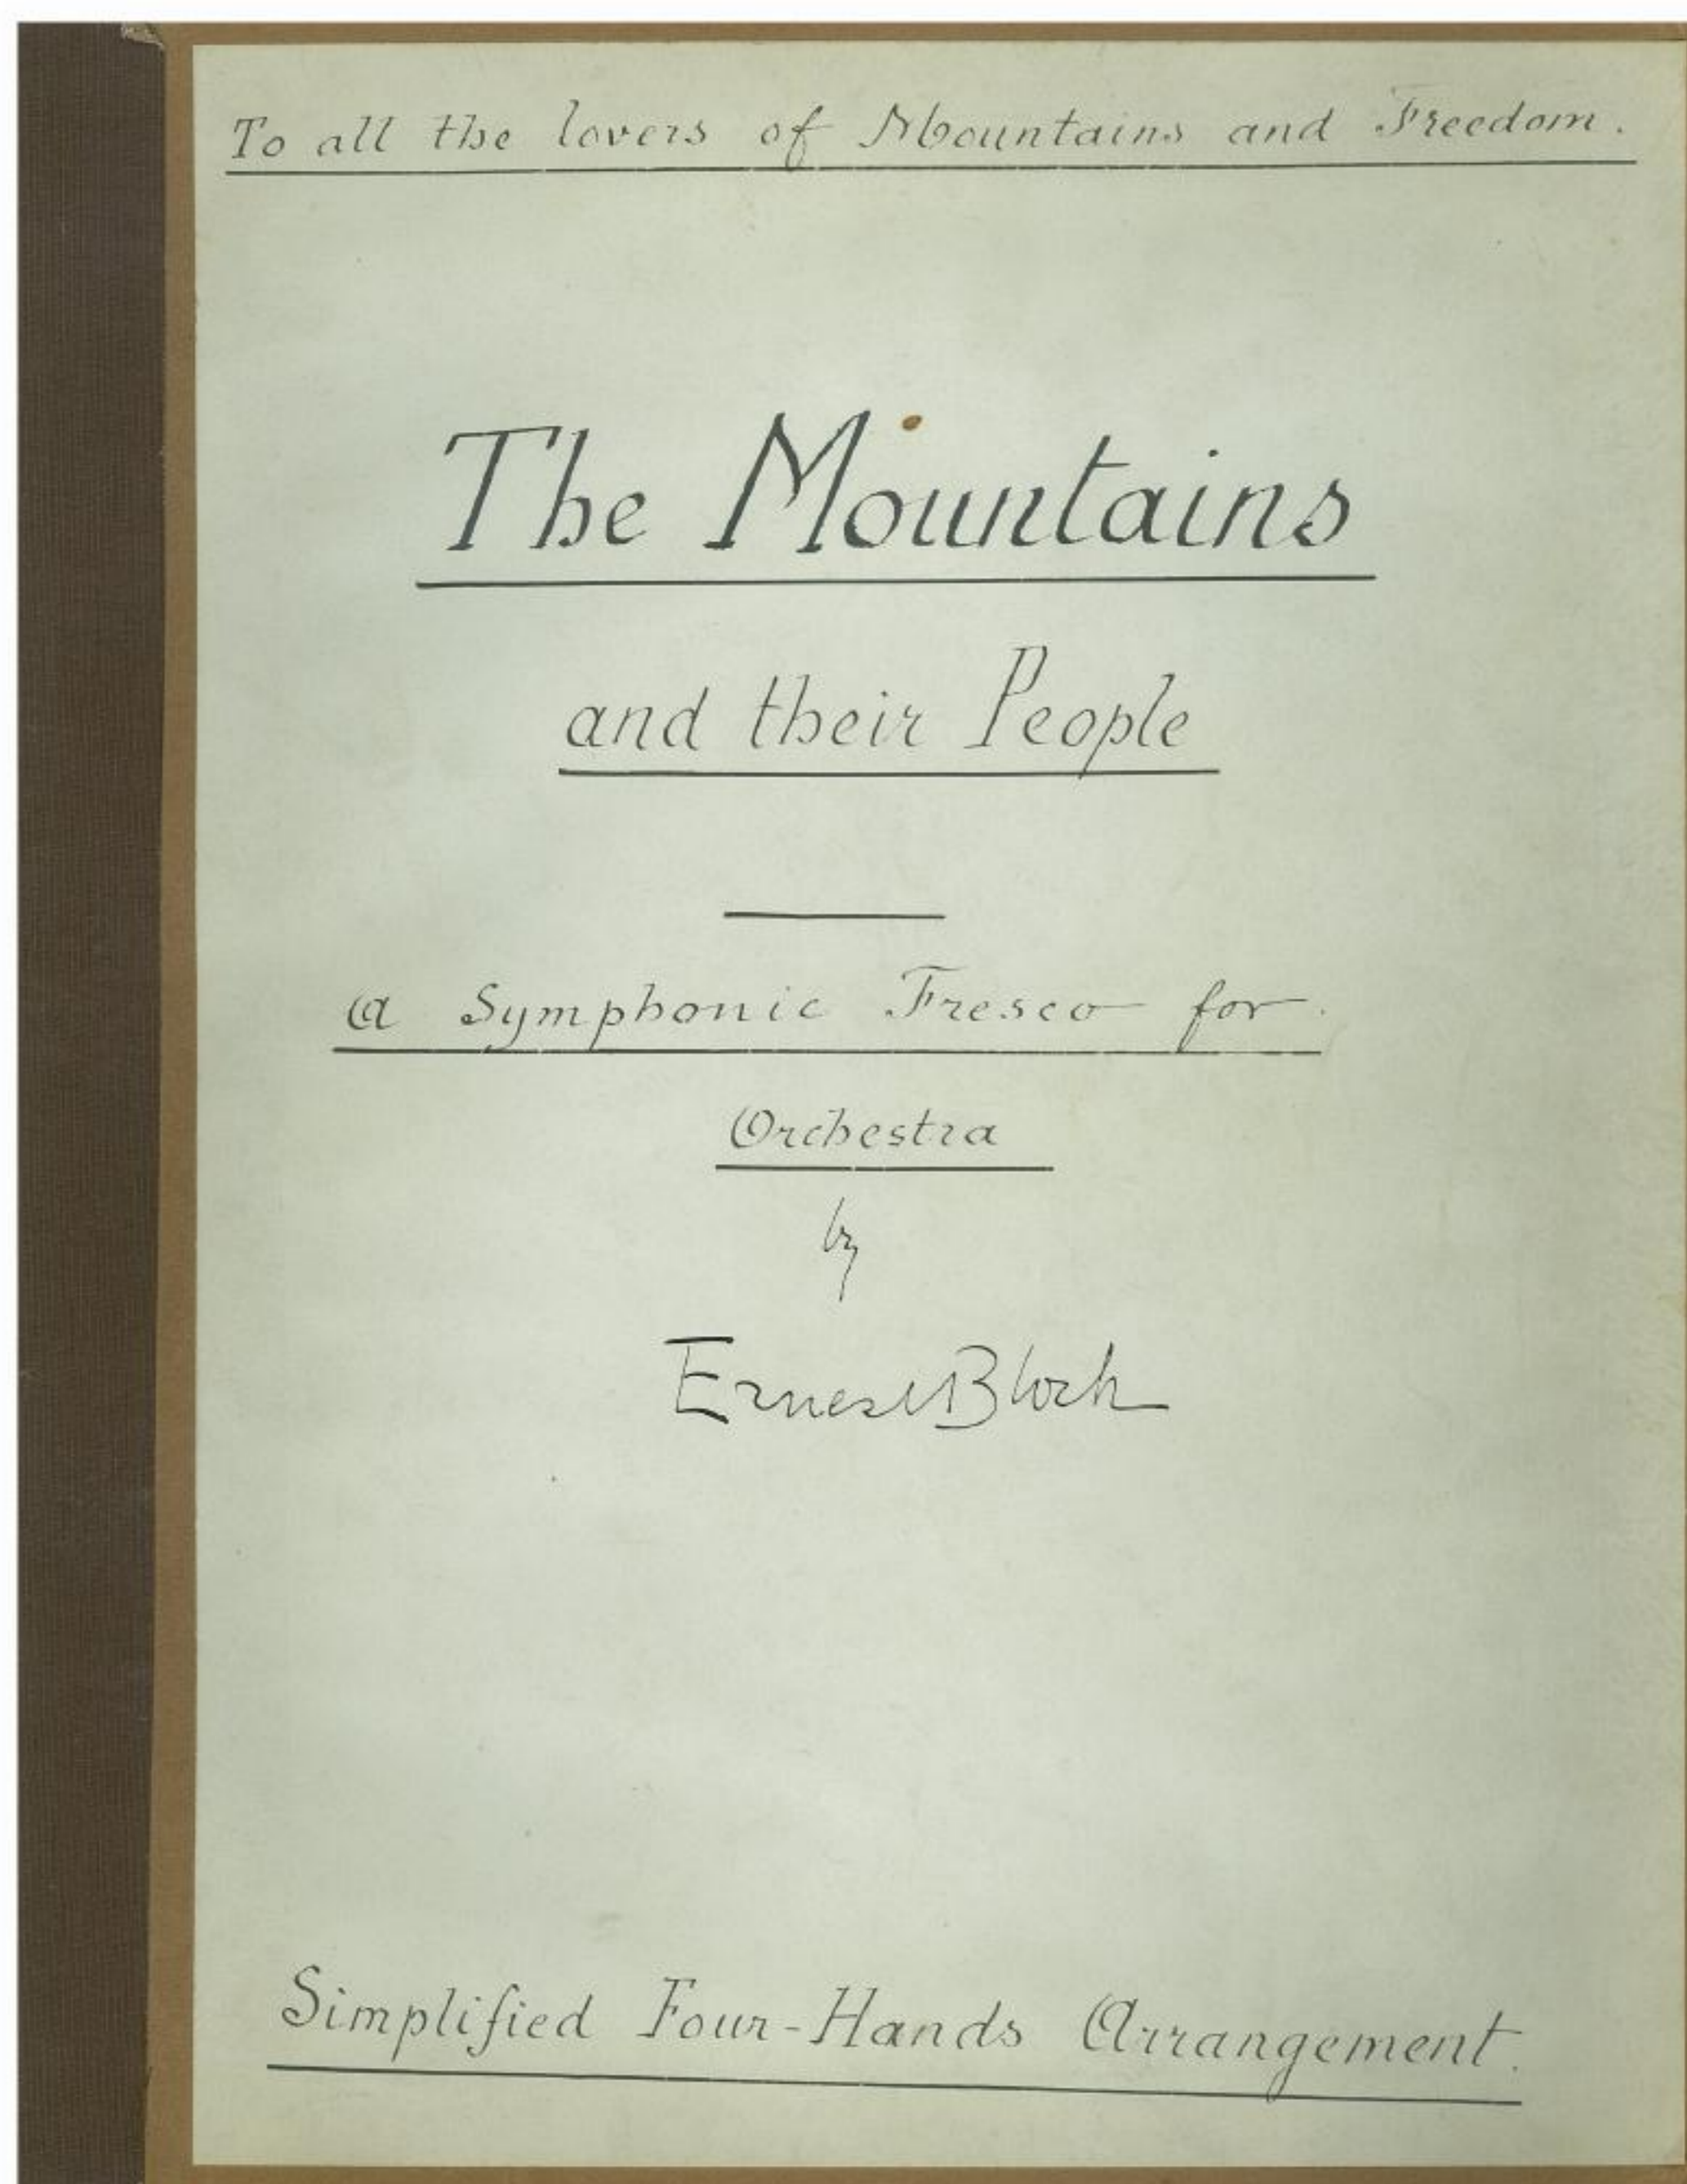 To all the lovers of Mountains and Freedom.
The Mountains
and their People
a Symphonic Fresco for
Orchestra
by
Ernest Bloch
Simplified Four-Hands Arrangement.